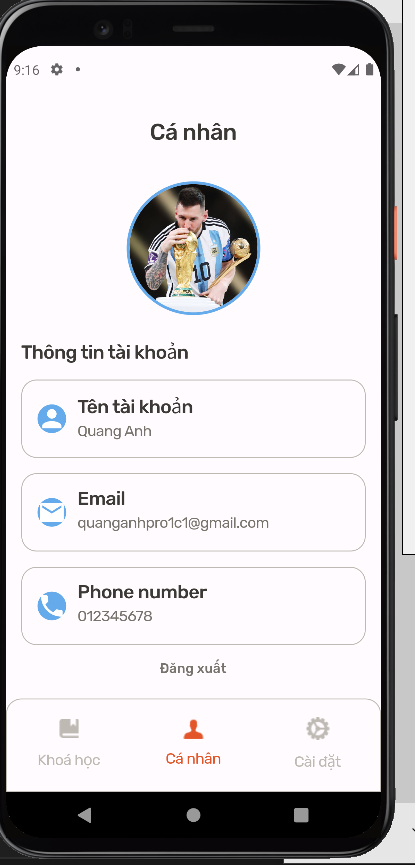 9:16
Cá nhân
10
Thông tin tài khoản
Tên tài khoản
Quang Anh
Email
quanganhpro1c1@gmail.com
Phone number
012345678
Đăng xuất
Khoá học
Cá nhân
Cài đặt